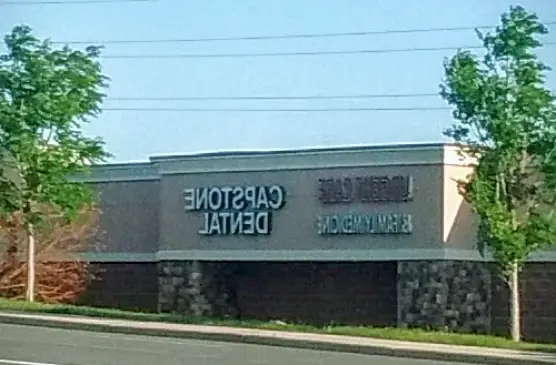 CAPSTONE
DENTAL
URGENT CARE
& FAMILY MEDICINE